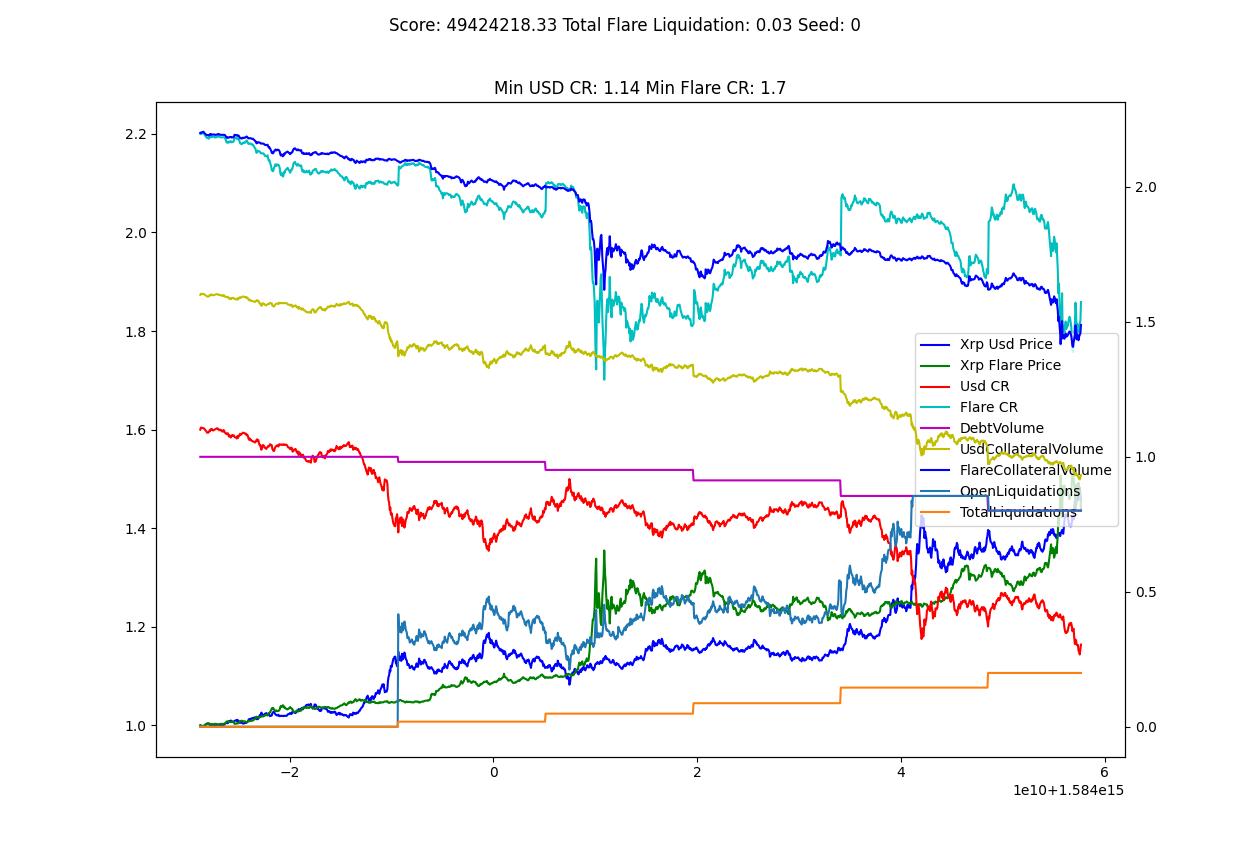 Score: 49424218.33 Total Flare Liquidation: 0.03 Seed: 0
Min USD CR: 1.14 Min Flare CR: 1.7
2.2
2.0
1.8
1.6
1.4
1.2
1.0
2.0
1.5
1.0
0.5
0.0
Xrp Usd Price
Xrp Flare Price
Usd CR
Flare CR
DebtVolume
UsdCollateralVolume
FlareCollateralVolume
OpenLiquidations
TotalLiquidations
−2 0 2 4 6
1e10+1.584e15